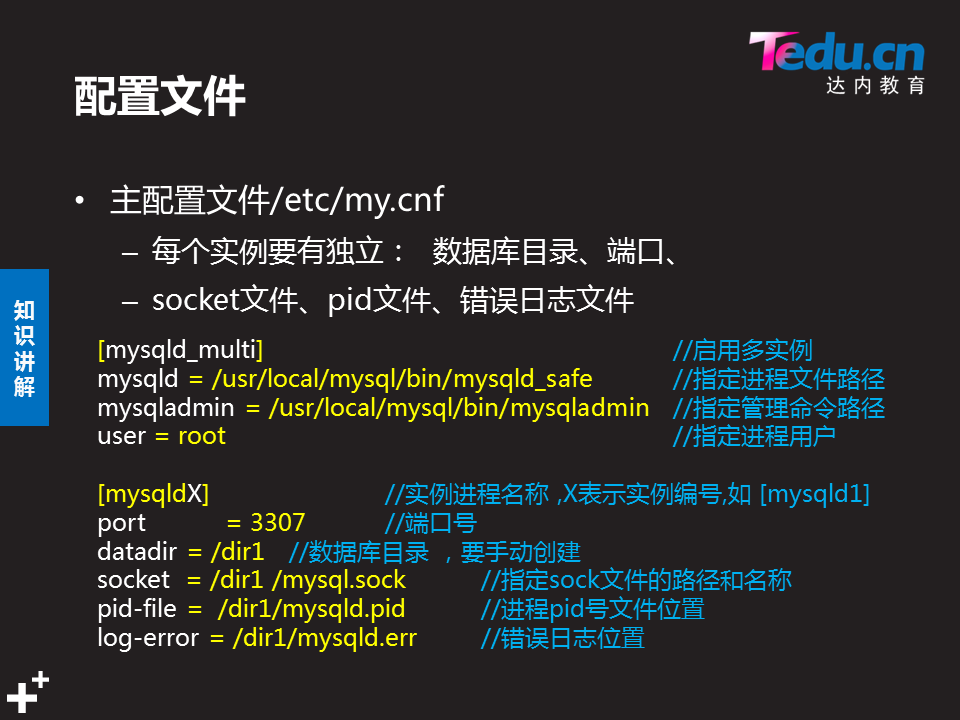 Tedu.cn
达内教育
配置文件
• 主配置文件/etc/my.cnf
– 每个实例要有独立： 数据库目录、端口、
– socket文件、pid文件、错误日志文件
知识讲解
[mysqld_multi] //启用多实例
mysqld = /usr/local/mysql/bin/mysqld_safe //指定进程文件路径
mysqladmin = /usr/local/mysql/bin/mysqladmin //指定管理命令路径
user = root //指定进程用户
[mysqldX] //实例进程名称 ,X表示实例编号,如 [mysqld1]
port = 3307 //端口号
datadir = /dir1 //数据库目录 ，要手动创建
socket = /dir1 /mysql.sock //指定sock文件的路径和名称
pid-file = /dir1/mysqld.pid //进程pid号文件位置
log-error = /dir1/mysqld.err //错误日志位置